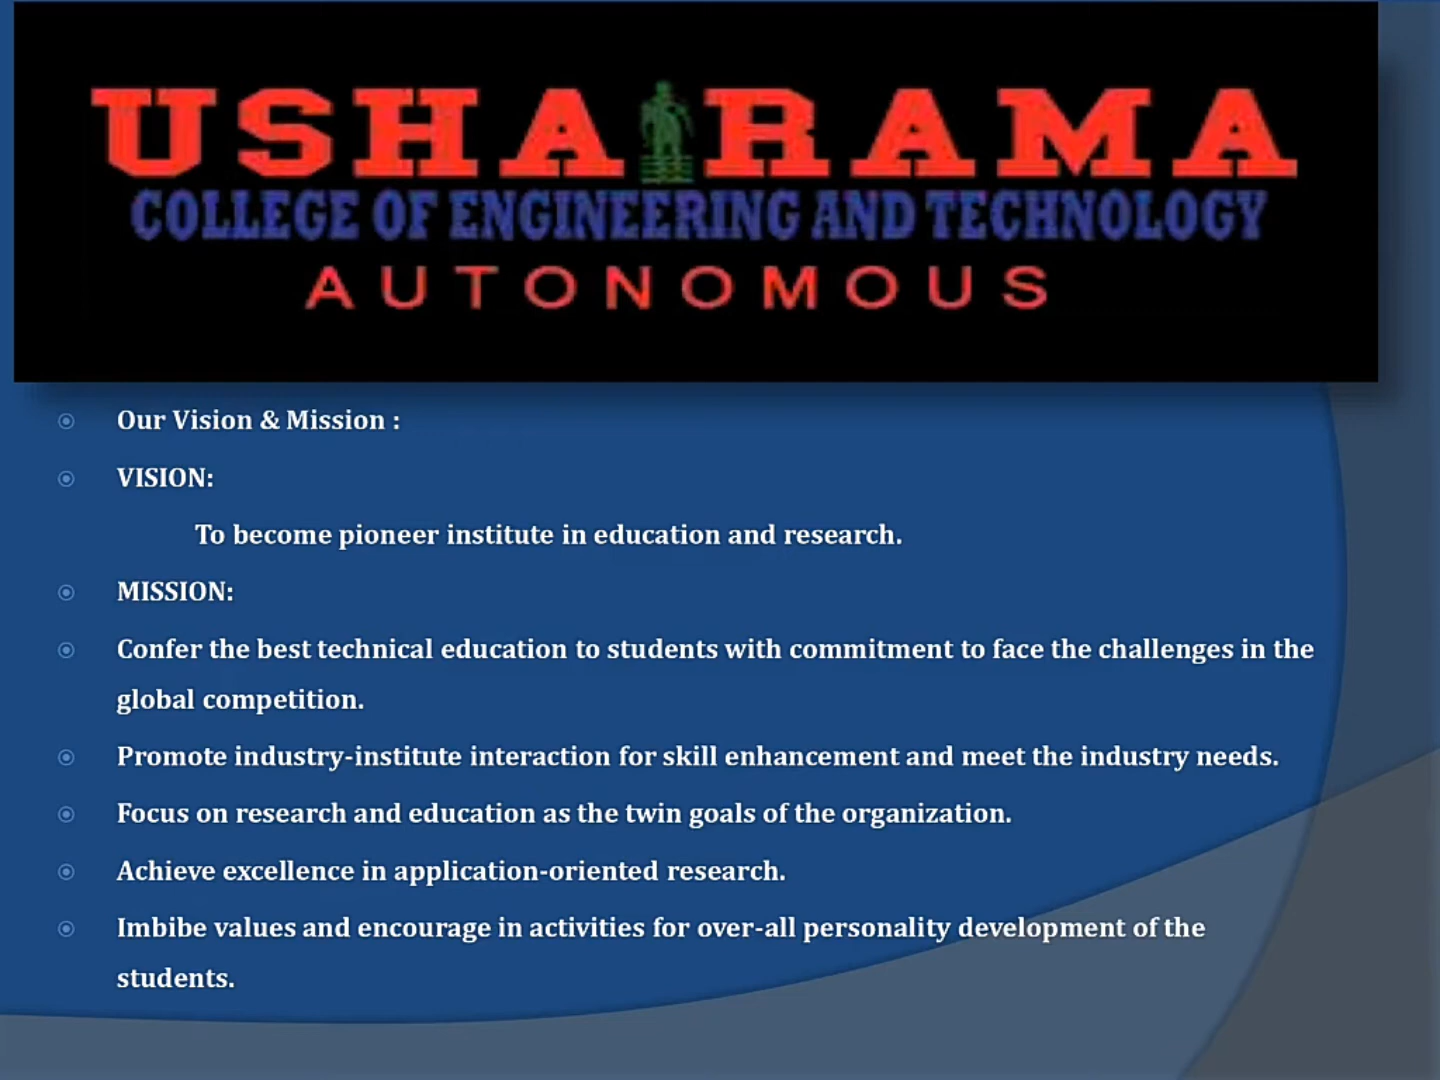 USHA RAMA
COLLEGE OF ENGINEERING AND TECHNOLOGY
AUTONOMOUS
Our Vision & Mission :
VISION:
To become pioneer institute in education and research.
MISSION:
Confer the best technical education to students with commitment to face the challenges in the
global competition.
Promote industry-institute interaction for skill enhancement and meet the industry needs.
Focus on research and education as the twin goals of the organization.
Achieve excellence in application-oriented research.
Imbibe values and encourage in activities for over-all personality development of the
students.